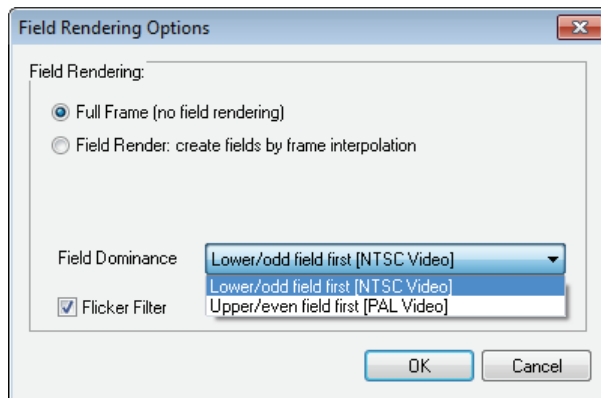 Field Rendering Options
Field Rendering:
Full Frame (no field rendering)
Field Render: create fields by frame interpolation
Field Dominance
Lower/odd field first [NTSC Video]
Lower/odd field first [NTSC Video]
Upper/even field first [PAL Video]
Flicker Filter
OK
Cancel